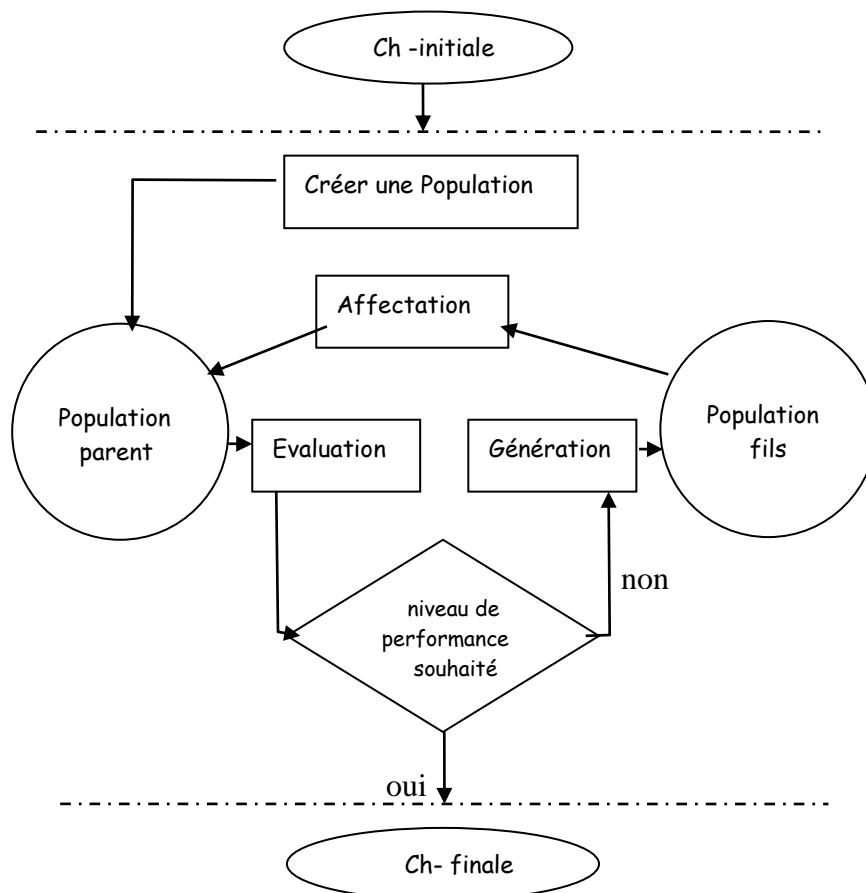 Ch -initiale
Créer une Population
Affectation
Population
parent
Evaluation
Génération
Population
fils
niveau de
performance
souhaité
non
oui
Ch- finale